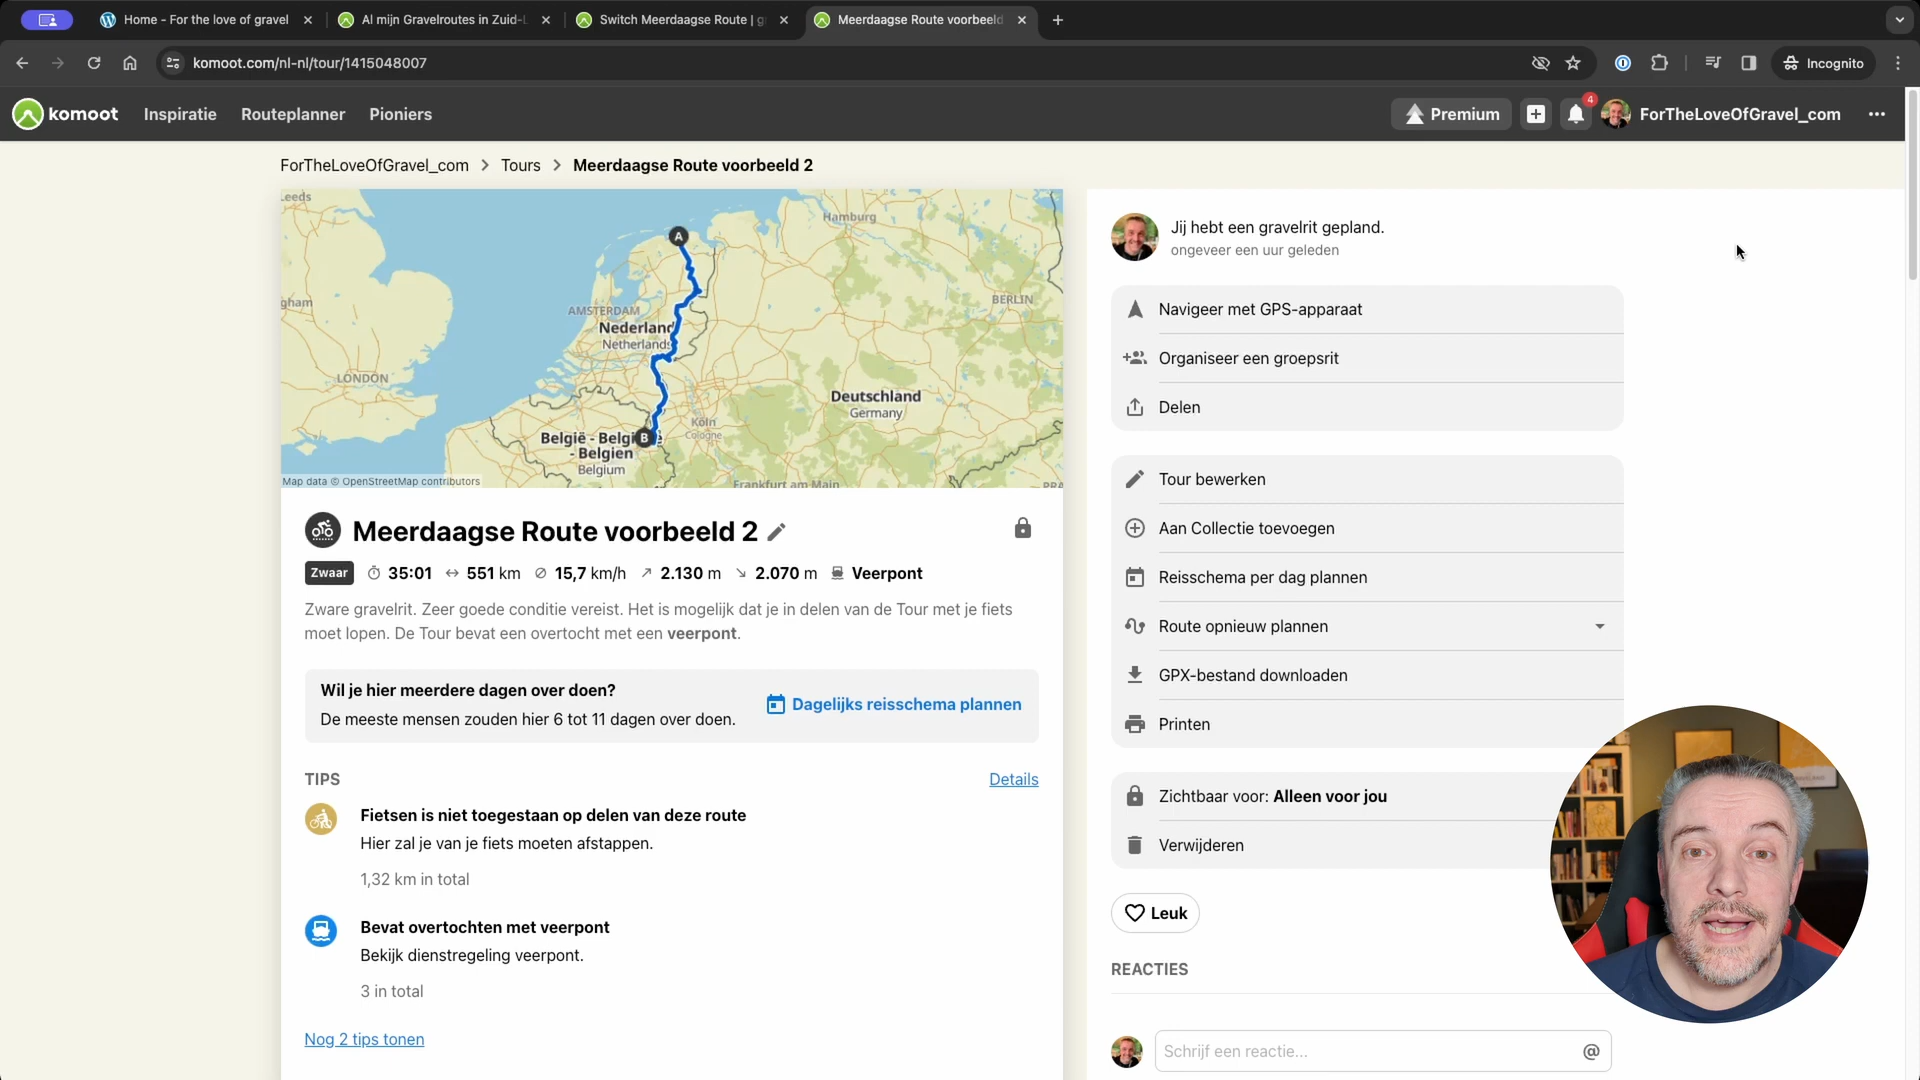 Home - For the love of gravel
Al mijn Gravelroutes in Zuid-L
Switch Meerdaagse Route | g
Meerdaagse Route voorbeeld
komoot.com/nl-nl/tour/1415048007
Incognito
komoot
Inspiratie
Routeplanner
Pioniers
Premium
4
ForTheLoveOfGravel_com
ForTheLoveOfGravel_com > Tours > Meerdaagse Route voorbeeld 2
Leeds
Hamburg
A
gham
BERLIN
AMSTERDAM
Nederland
Netherlands
LONDON
Deutschland
Germany
Köln
Cologne
België - Belgique
B
- Belgien
Belgium
Frankfurt am Main
PRA
Map data © OpenStreetMap contributors
Meerdaagse Route voorbeeld 2
Zwaar 35:01 551 km 15,7 km/h 2.130 m 2.070 m Veerpont
Zware gravelrit. Zeer goede conditie vereist. Het is mogelijk dat je in delen van de Tour met je fiets
moet lopen. De Tour bevat een overtocht met een veerpont.
Wil je hier meerdere dagen over doen?
De meeste mensen zouden hier 6 tot 11 dagen over doen.
Dagelijks reisschema plannen
TIPS
Details
Fietsen is niet toegestaan op delen van deze route
Hier zal je van je fiets moeten afstappen.
1,32 km in total
Bevat overtochten met veerpont
Bekijk dienstregeling veerpont.
3 in total
Nog 2 tips tonen
Jij hebt een gravelrit gepland.
ongeveer een uur geleden
Navigeer met GPS-apparaat
Organiseer een groepsrit
Delen
Tour bewerken
Aan Collectie toevoegen
Reisschema per dag plannen
Route opnieuw plannen
GPX-bestand downloaden
Printen
Zichtbaar voor: Alleen voor jou
Verwijderen
Leuk
REACTIES
Schrijf een reactie...
@